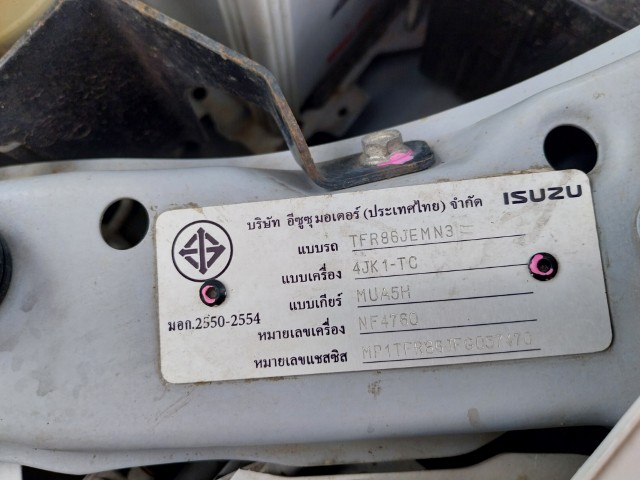 บริษัท อีซูซุมอเตอร์ (ประเทศไทย) จำกัด ISUZU
แบบรถ TFR86JEMN3
แบบเครื่อง 4JK1-TC
แบบเกียร์ MUA5H
มอก.2550-2554
หมายเลขเครื่อง NF4760
หมายเลขแชสซิส